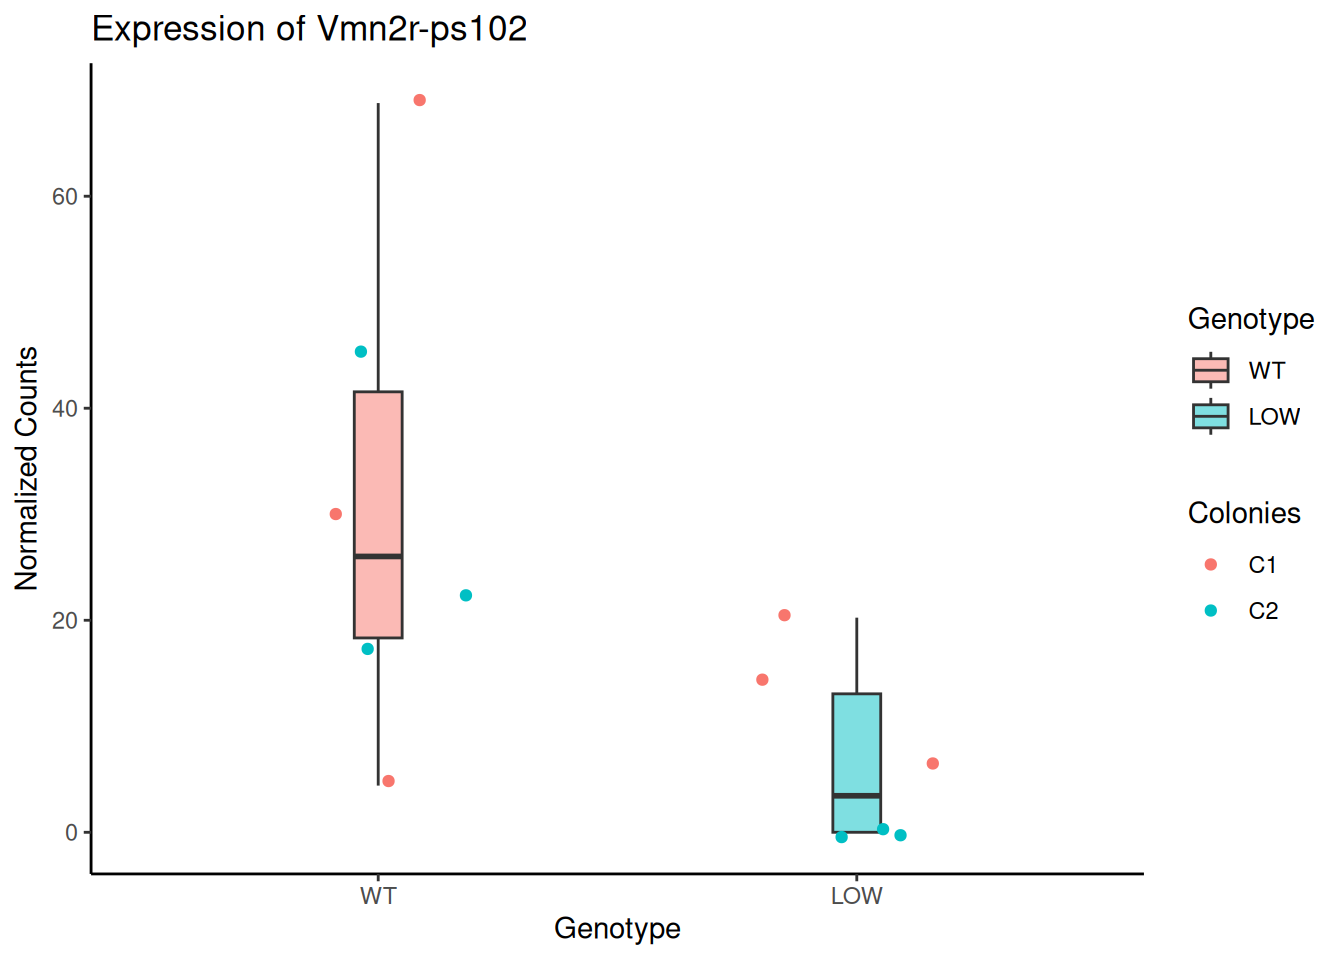 Expression of Vmn2r-ps102
Normalized Counts
60
40
20
0
WT
LOW
Genotype
Genotype
WT
LOW
Colonies
C1
C2